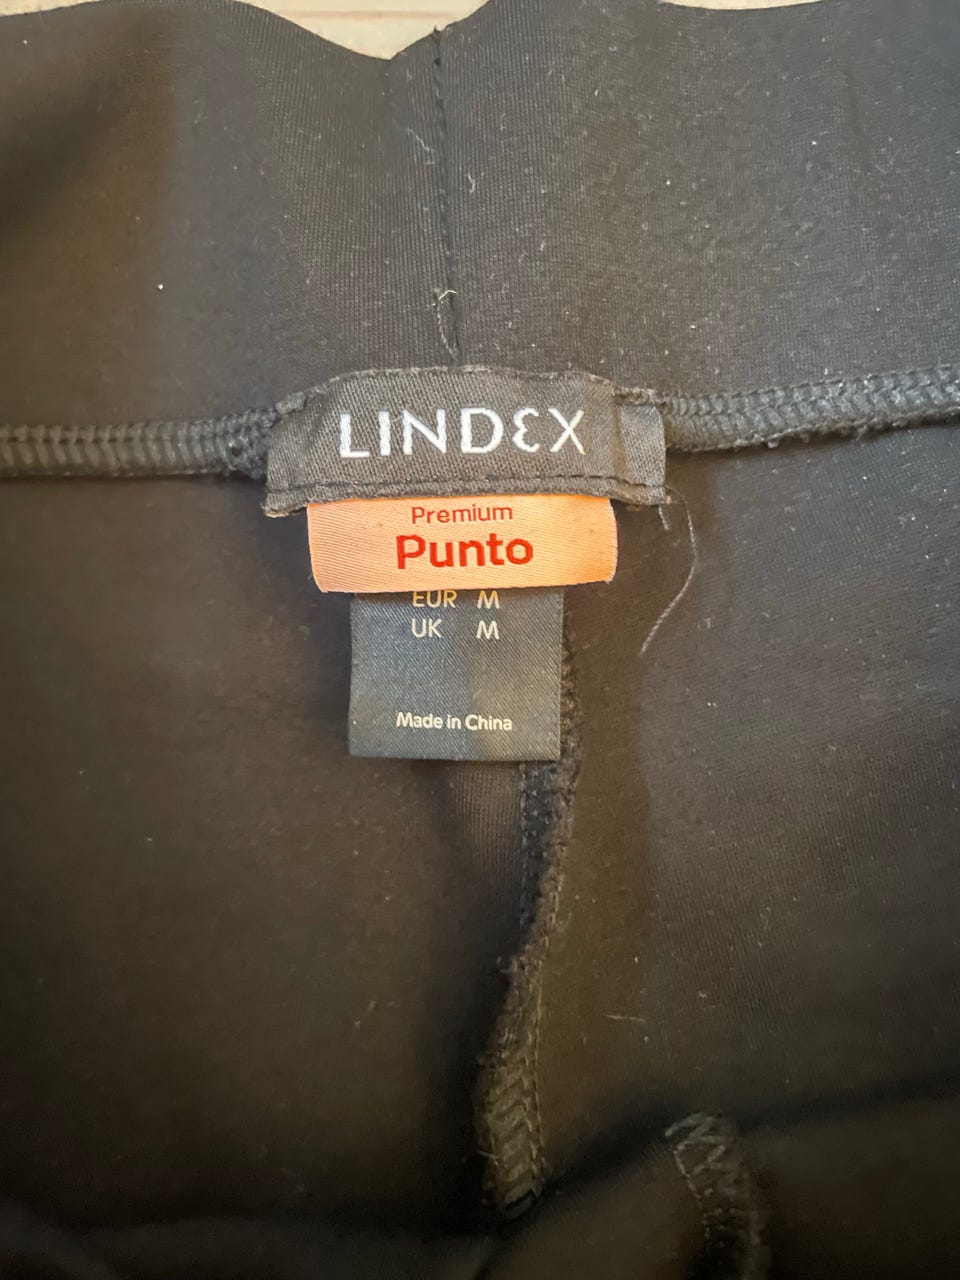 LINDEX
Premium
Punto
EUR M
UK M
Made in China